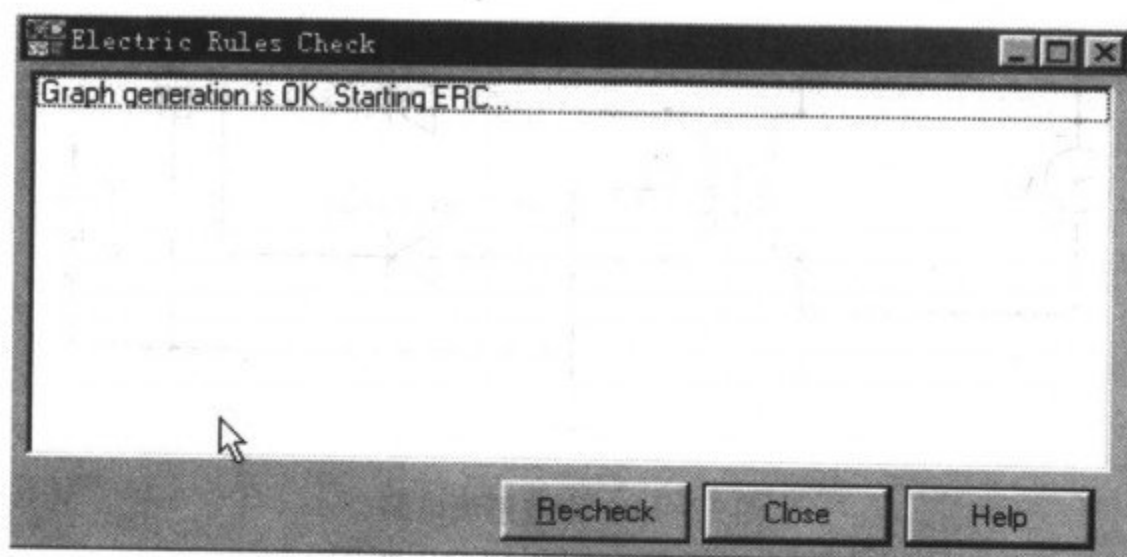 Electric Rules Check
Graph generation is OK. Starting ERC...
Re-check
Close
Help